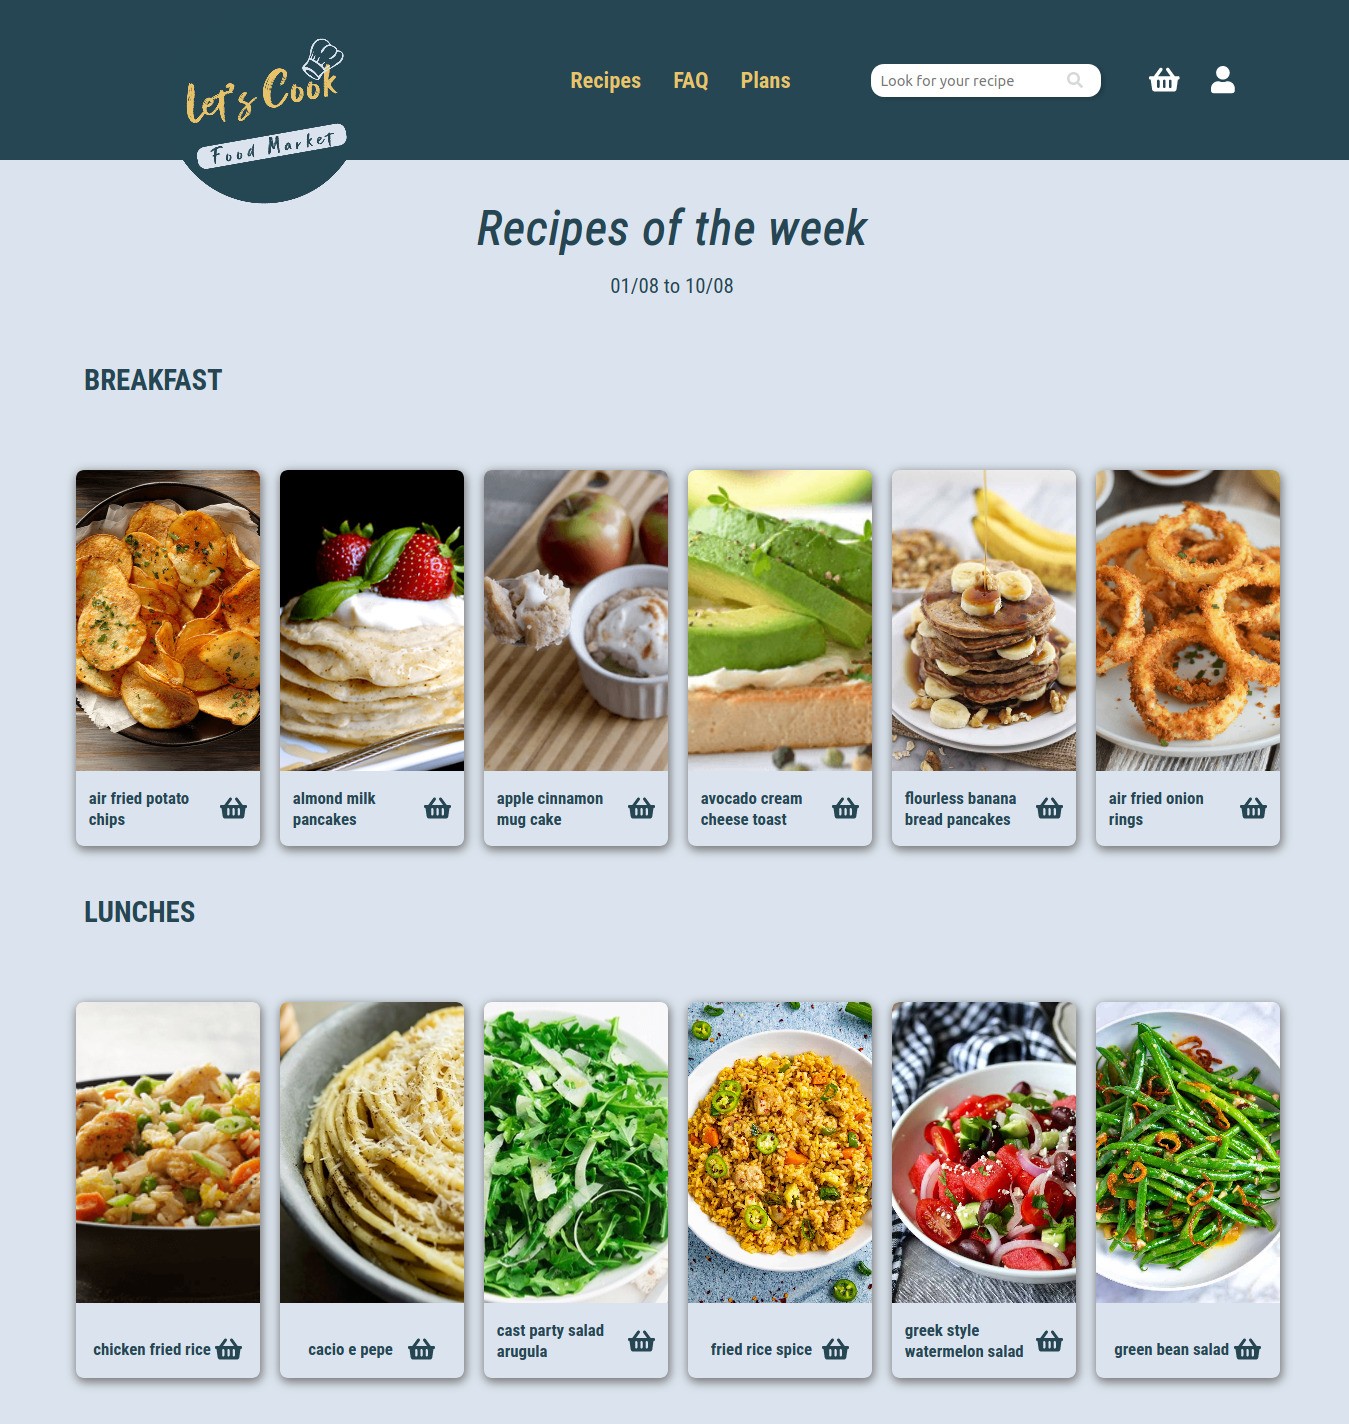 Let's Cook
Food Market
Recipes FAQ Plans
Look for your recipe
Recipes of the week
01/08 to 10/08
BREAKFAST
air fried potato
chips
almond milk
pancakes
apple cinnamon
mug cake
avocado cream
cheese toast
flourless banana
bread pancakes
air fried onion
rings
LUNCHES
chicken fried rice
cacio e pepe
cast party salad
arugula
fried rice spice
greek style
watermelon salad
green bean salad